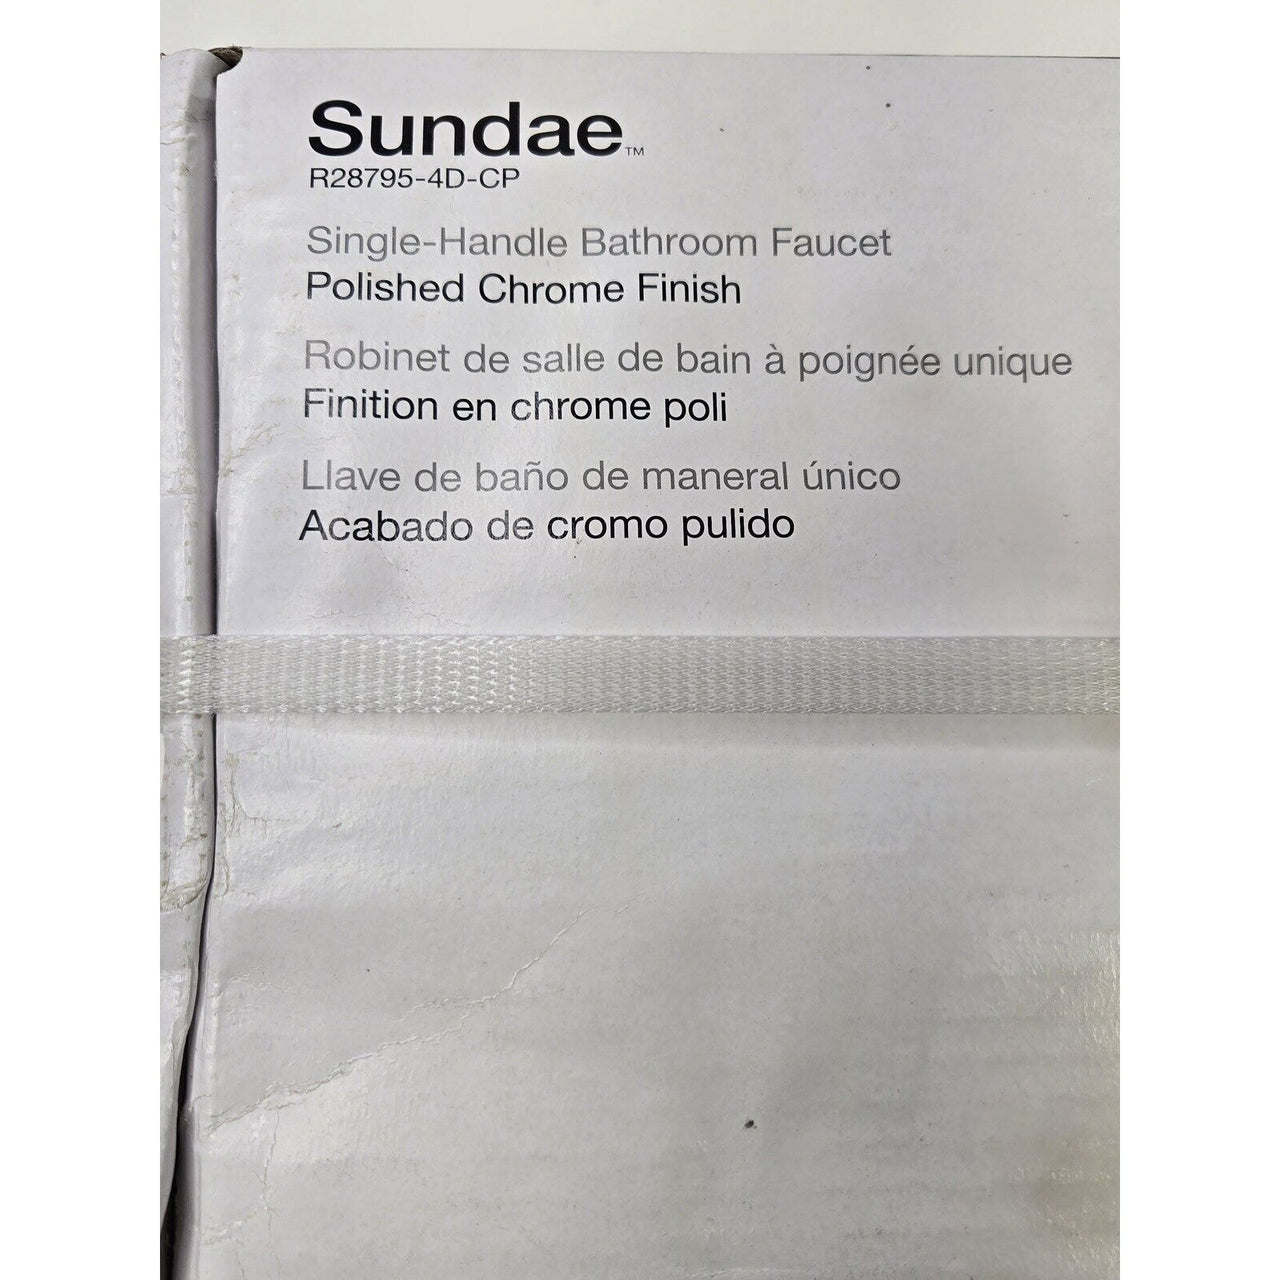 Sundae™
R28795-4D-CP
Single-Handle Bathroom Faucet
Polished Chrome Finish
Robinet de salle de bain à poignée unique
Finition en chrome poli
Llave de baño de maneral único
Acabado de cromo pulido